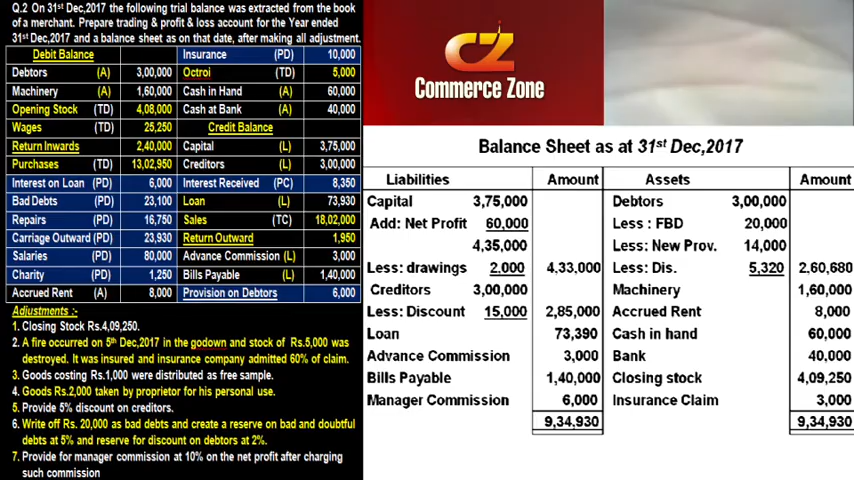 Q.2 On 31st Dec,2017 the following trial balance was extracted from the book
of a merchant. Prepare trading & profit & loss account for the Year ended
31st Dec,2017 and a balance sheet as on that date, after making all adjustment.
Debit Balance Insurance (PD) 10,000
Debtors (A) 3,00,000 Octroi (TD) 5,000
Machinery (A) 1,60,000 Cash in Hand (A) 60,000
Opening Stock (TD) 4,08,000 Cash at Bank (A) 40,000
Wages (TD) 25,250 Credit Balance
Return Inwards 2,40,000 Capital (L) 3,75,000
Purchases (TD) 13,02,950 Creditors (L) 3,00,000
Interest on Loan (PD) 6,000 Interest Received (PC) 8,350
Bad Debts (PD) 23,100 Loan (L) 73,930
Repairs (PD) 16,750 Sales (TC) 18,02,000
Carriage Outward (PD) 23,930 Return Outward 1,950
Salaries (PD) 80,000 Advance Commission (L) 3,000
Charity (PD) 1,250 Bills Payable (L) 1,40,000
Accrued Rent (A) 8,000 Provision on Debtors 6,000
Adjustments :-
1. Closing Stock Rs.4,09,250.
2. A fire occurred on 5th Dec,2017 in the godown and stock of Rs.5,000 was
destroyed. It was insured and insurance company admitted 60% of claim.
3. Goods costing Rs.1,000 were distributed as free sample.
4. Goods Rs.2,000 taken by proprietor for his personal use.
5. Provide 5% discount on creditors.
6. Write off Rs. 20,000 as bad debts and create a reserve on bad and doubtful
debts at 5% and reserve for discount on debtors at 2%.
7. Provide for manager commission at 10% on the net profit after charging
such commission
CZ
Commerce Zone
Balance Sheet as at 31st Dec,2017
Liabilities Amount Assets Amount
Capital 3,75,000 Debtors 3,00,000
Add: Net Profit 60,000 Less : FBD 20,000
4,35,000 Less: New Prov. 14,000
Less: drawings 2.000 4,33,000 Less: Dis. 5,320 2,60,680
Creditors 3,00,000 Machinery 1,60,000
Less: Discount 15,000 2,85,000 Accrued Rent 8,000
Loan 73,390 Cash in hand 60,000
Advance Commission 3,000 Bank 40,000
Bills Payable 1,40,000 Closing stock 4,09,250
Manager Commission 6,000 Insurance Claim 3,000
9,34,930 9,34,930